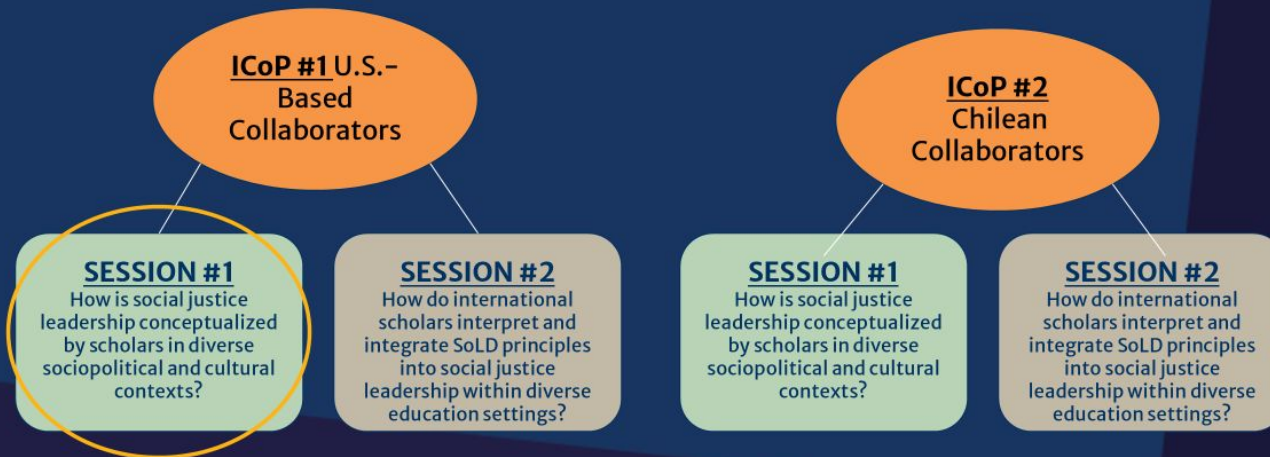 ICoP #1 U.S.-
Based
Collaborators
ICoP #2
Chilean
Collaborators
SESSION #1
How is social justice
leadership conceptualized
by scholars in diverse
sociopolitical and cultural
contexts?
SESSION #2
How do international
scholars interpret and
integrate SoLD principles
into social justice
leadership within diverse
education settings?
SESSION #1
How is social justice
leadership conceptualized
by scholars in diverse
sociopolitical and cultural
contexts?
SESSION #2
How do international
scholars interpret and
integrate SoLD principles
into social justice
leadership within diverse
education settings?